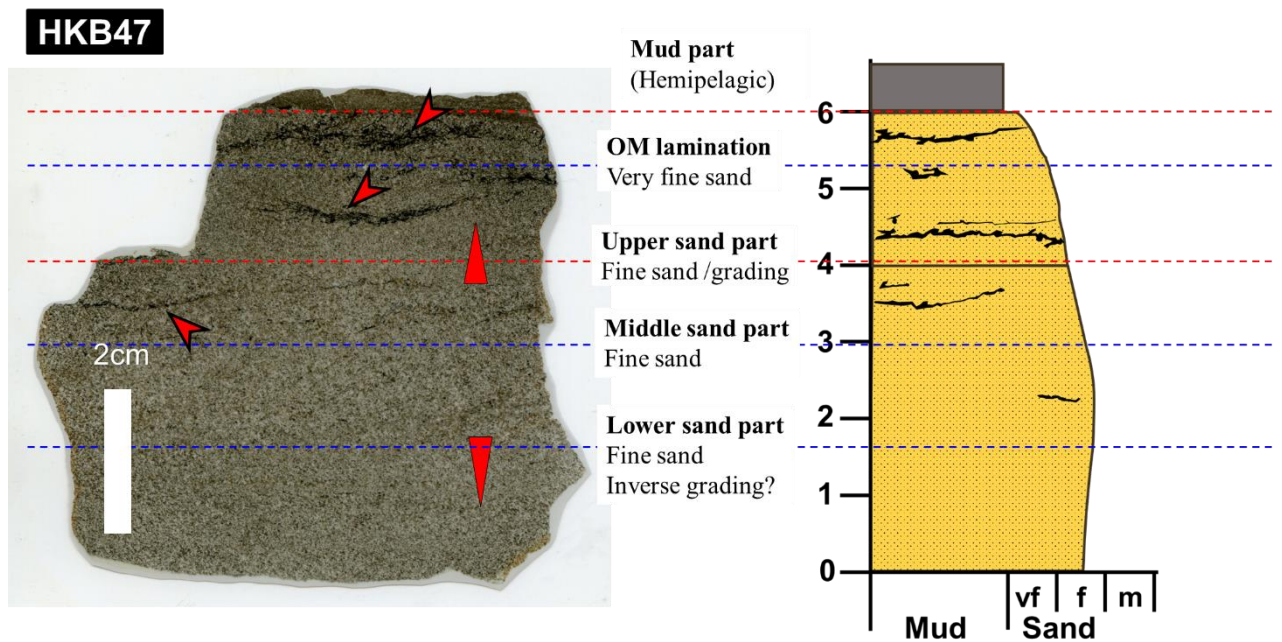 HKB47
Mud part
(Hemipelagic)
OM lamination
Very fine sand
Upper sand part
Fine sand /grading
Middle sand part
Fine sand
Lower sand part
Fine sand
Inverse grading?
2cm
6
5
4
3
2
1
0
vf f m
Mud Sand